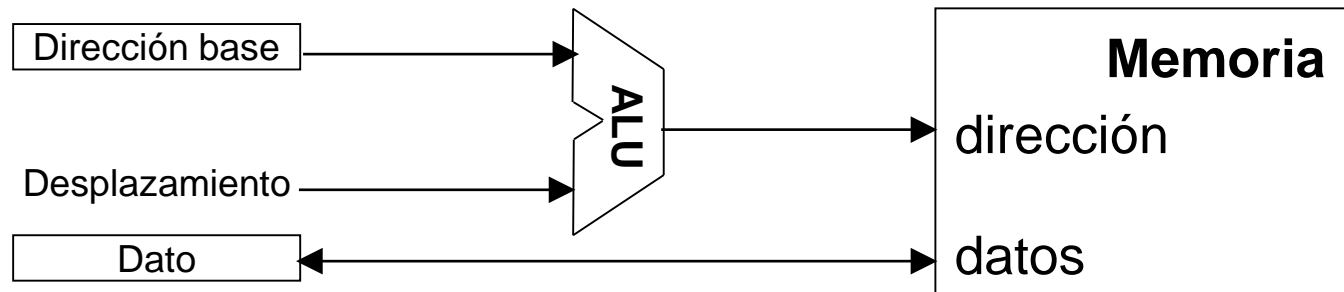 Dirección base
Memoria
ALU
dirección
Desplazamiento
Dato
datos